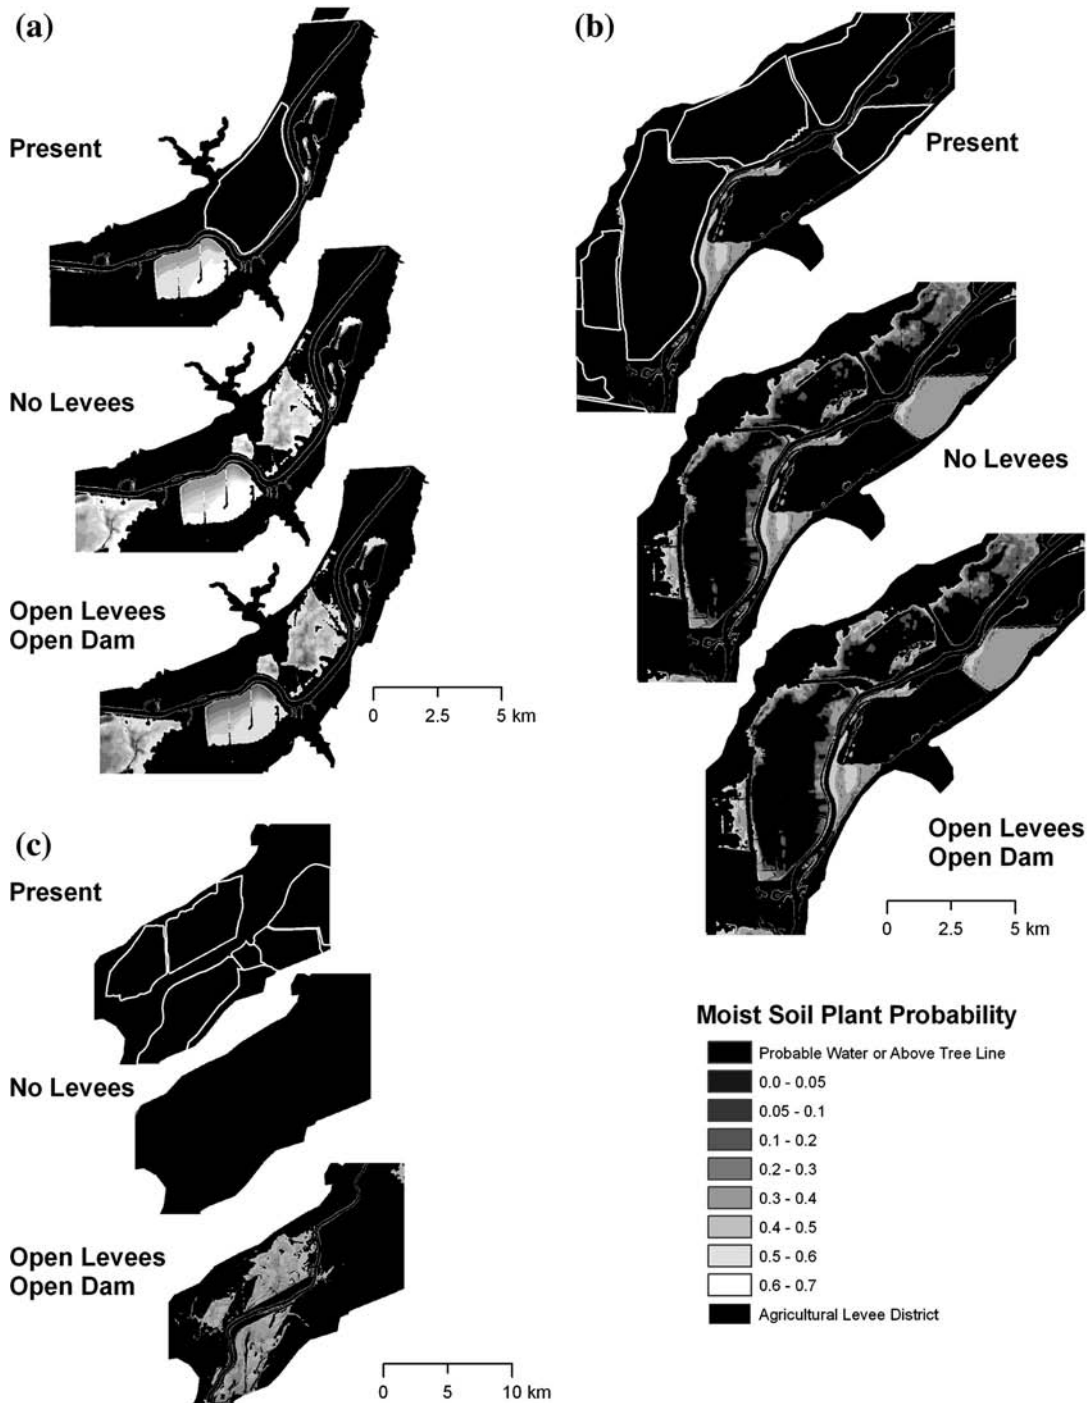 (a)
Present
No Levees
Open Levees
Open Dam
0 2.5 5 km
(b)
Present
No Levees
Open Levees
Open Dam
0 2.5 5 km
(c)
Present
No Levees
Open Levees
Open Dam
0 5 10 km
Moist Soil Plant Probability
Probable Water or Above Tree Line
0.0 - 0.05
0.05 - 0.1
0.1 - 0.2
0.2 - 0.3
0.3 - 0.4
0.4 - 0.5
0.5 - 0.6
0.6 - 0.7
Agricultural Levee District